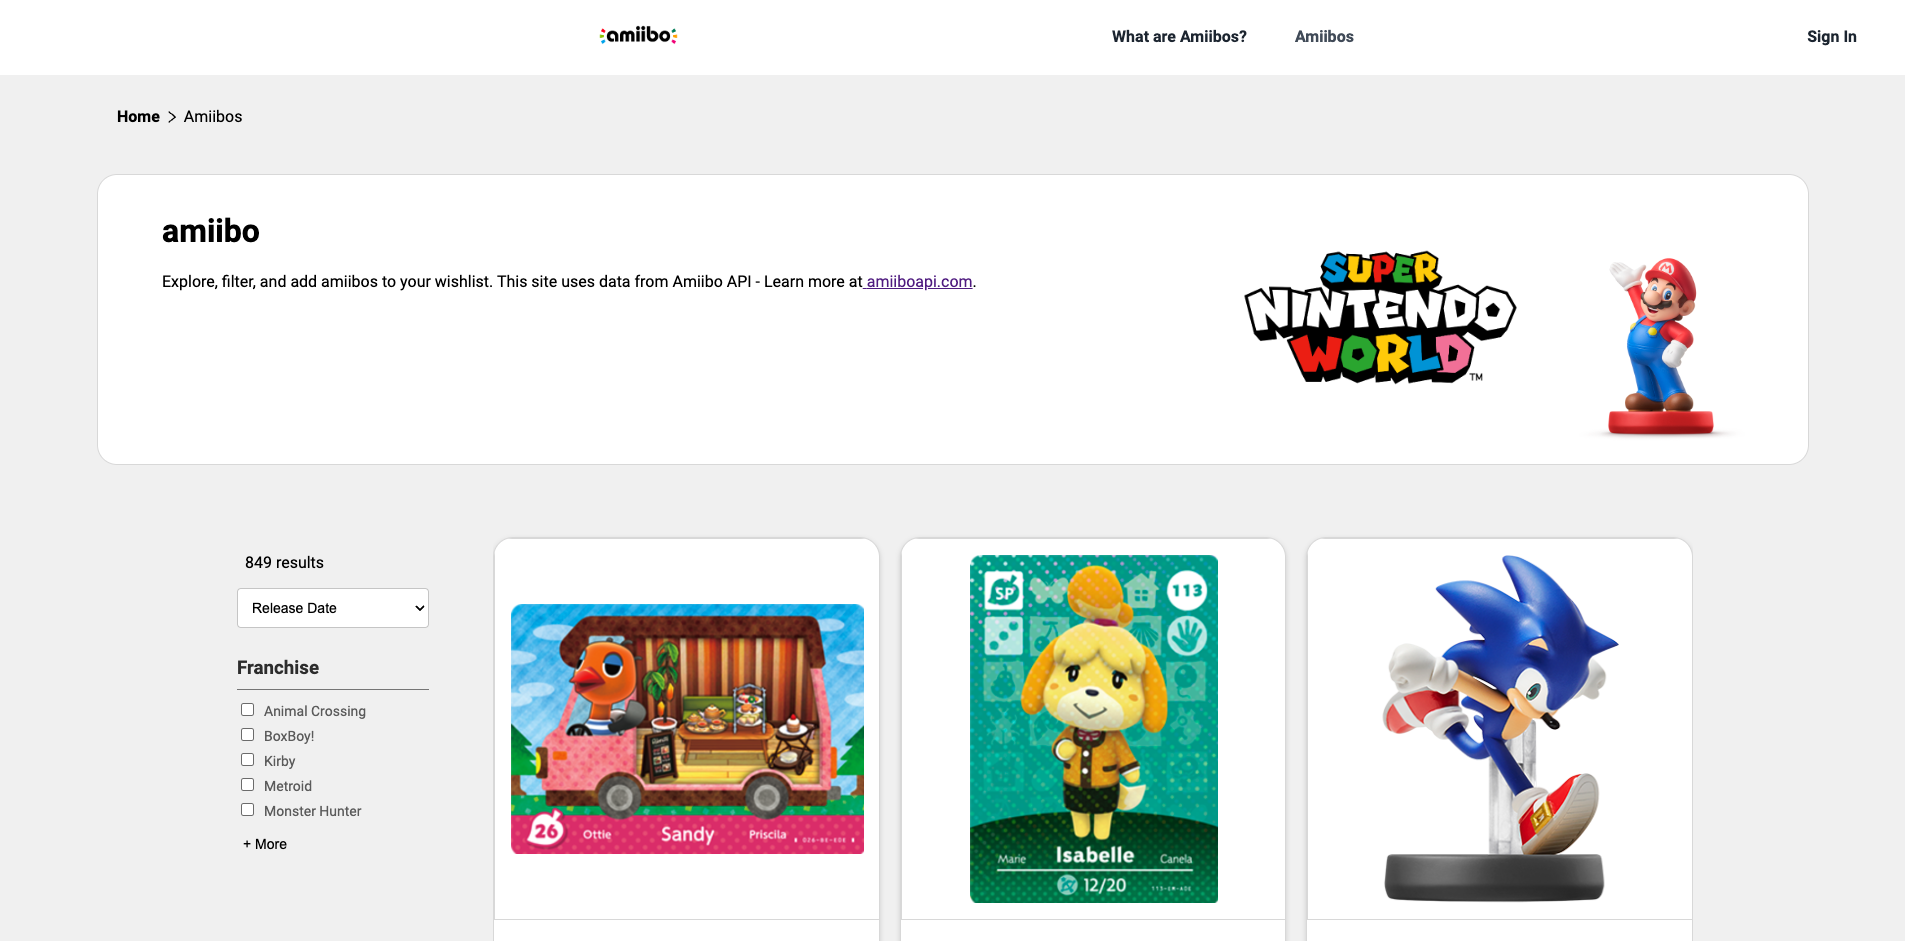 amiibo
What are Amiibos?
Amiibos
Sign In
Home > Amiibos
amiibo
Explore, filter, and add amiibos to your wishlist. This site uses data from Amiibo API - Learn more at amiiboapi.com.
SUPER
NINTENDO
WORLD™
849 results
Release Date
Franchise
Animal Crossing
BoxBoy!
Kirby
Metroid
Monster Hunter
+ More
26
Ottie
Sandy
Priscila
SP
113
Marie
Isabelle
Canela
12/20